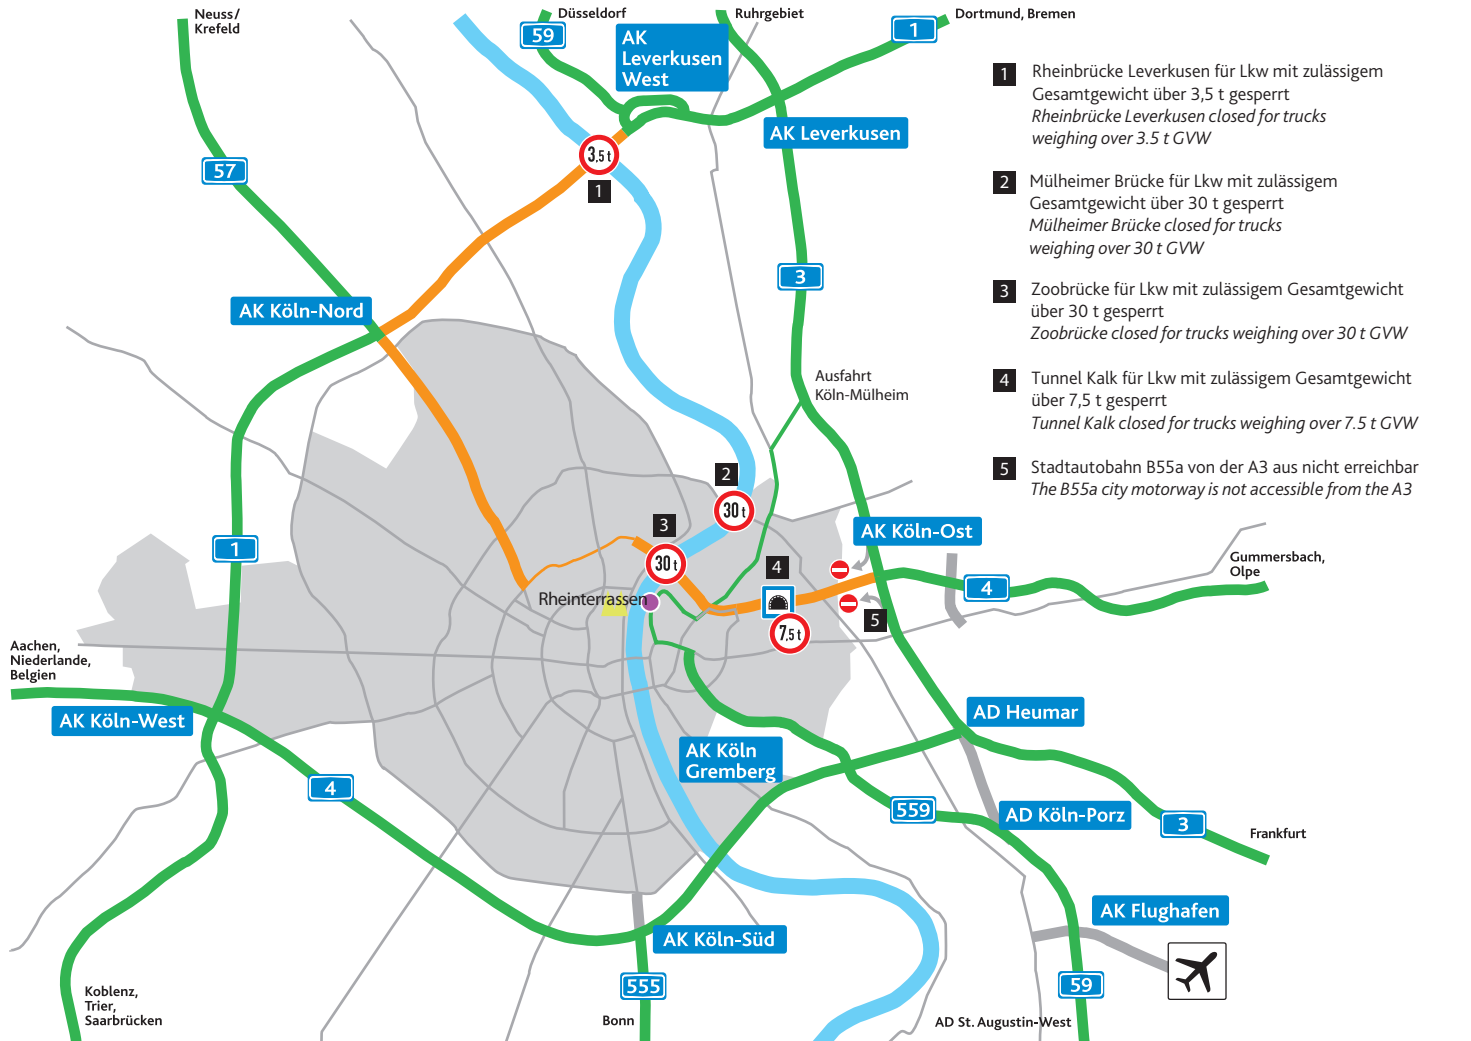 Neuss/
Krefeld
Düsseldorf
Ruhrgebiet
Dortmund, Bremen
59
AK
Leverkusen
West
1
AK Leverkusen
3,5 t
1
57
3
AK Köln-Nord
Ausfahrt
Köln-Mülheim
2
30 t
3
30 t
4
AK Köln-Ost
1
Gummersbach,
Olpe
4
Rheinterrassen
7,5 t
5
Aachen,
Niederlande,
Belgien
AK Köln-West
AD Heumar
AK Köln
Gremberg
4
559
AD Köln-Porz
3
Frankfurt
AK Flughafen
AK Köln-Süd
555
59
Koblenz,
Trier,
Saarbrücken
Bonn
AD St. Augustin-West
1
Rheinbrücke Leverkusen für Lkw mit zulässigem
Gesamtgewicht über 3,5 t gesperrt
Rheinbrücke Leverkusen closed for trucks
weighing over 3.5 t GVW
2
Mülheimer Brücke für Lkw mit zulässigem
Gesamtgewicht über 30 t gesperrt
Mülheimer Brücke closed for trucks
weighing over 30 t GVW
3
Zoobrücke für Lkw mit zulässigem Gesamtgewicht
über 30 t gesperrt
Zoobrücke closed for trucks weighing over 30 t GVW
4
Tunnel Kalk für Lkw mit zulässigem Gesamtgewicht
über 7,5 t gesperrt
Tunnel Kalk closed for trucks weighing over 7.5 t GVW
5
Stadtautobahn B55a von der A3 aus nicht erreichbar
The B55a city motorway is not accessible from the A3